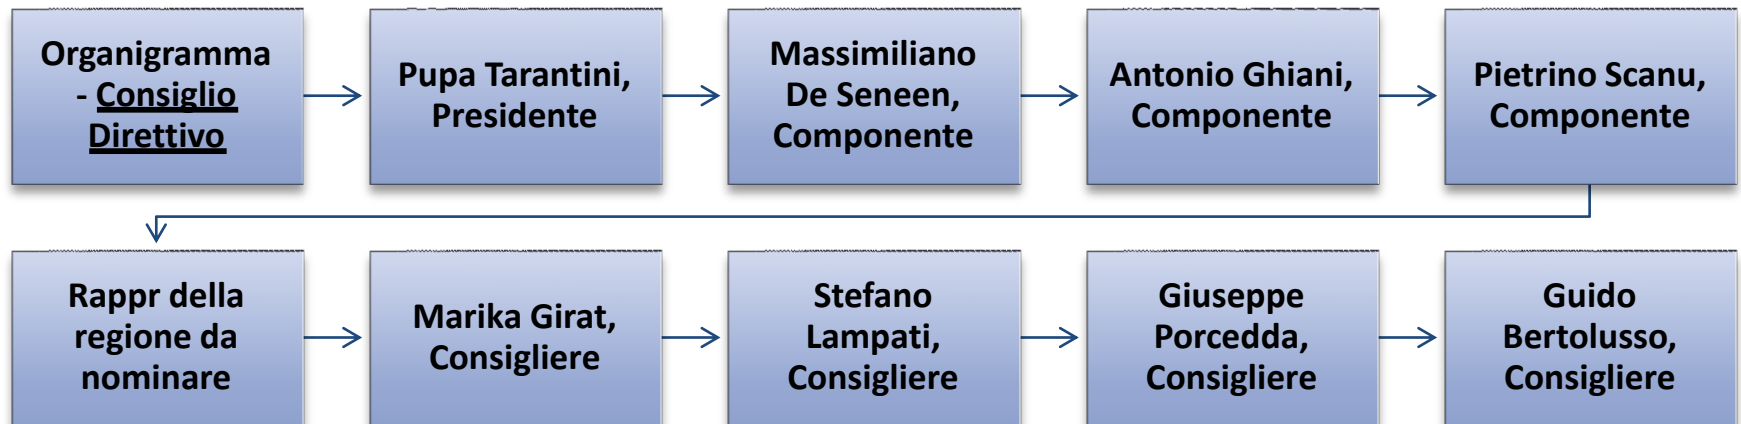 Organigramma
- Consiglio
Direttivo
Pupa Tarantini,
Presidente
Massimiliano
De Seneen,
Componente
Antonio Ghiani,
Componente
Pietrino Scanu,
Componente
Rappr della
regione da
nominare
Marika Girat,
Consigliere
Stefano
Lampati,
Consigliere
Giuseppe
Porcedda,
Consigliere
Guido
Bertolusso,
Consigliere